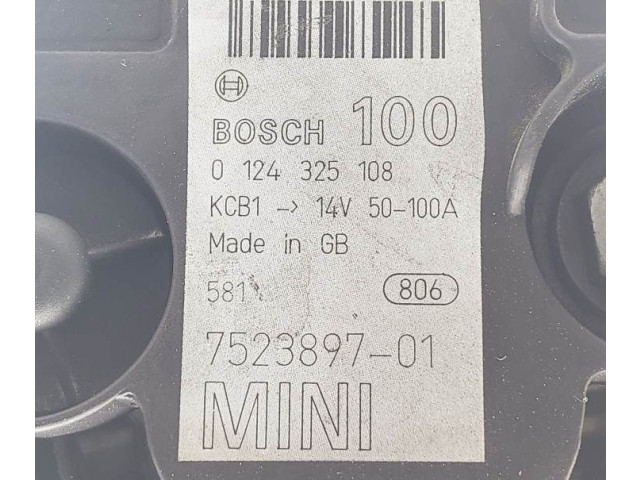 BOSCH 100
0 124 325 108
KCB1 -> 14V 50-100A
Made in GB
581 806
7523897-01
MINI